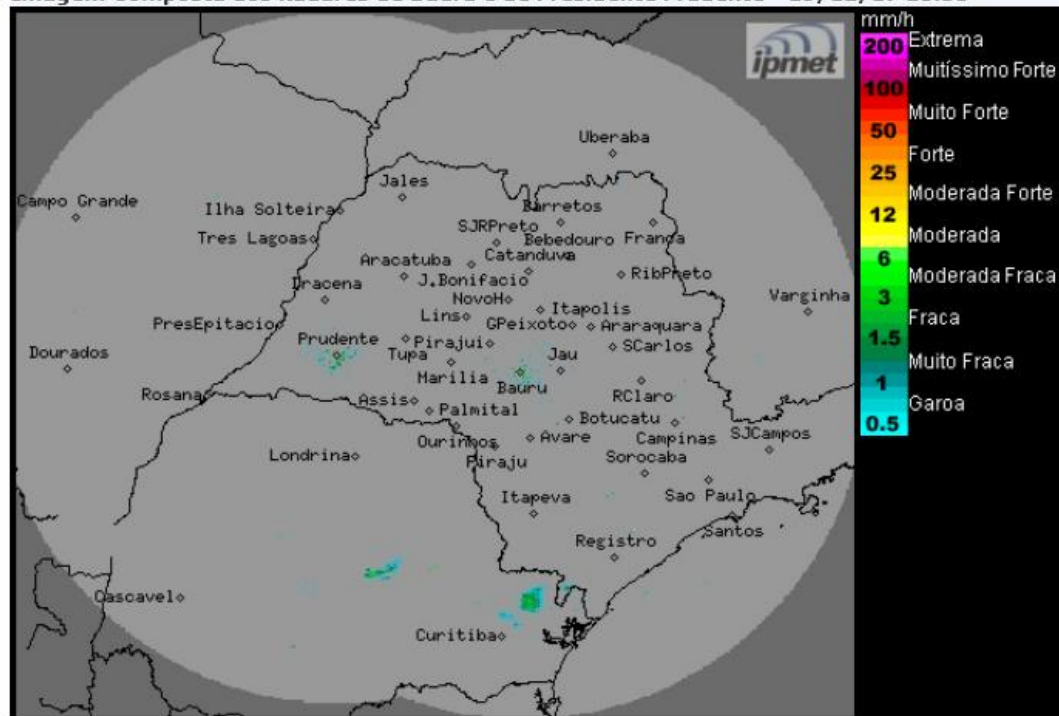 mm/h
ipmet
200 Extrema
Muitíssimo Forte
100
Muito Forte
50
Forte
25
Moderada Forte
12
Moderada
6
Moderada Fraca
3
Fraca
1.5
Muito Fraca
1
Garoa
0.5
Uberaba
Jales
Campo Grande
Ilha Solteira
Barretos
Tres Lagoas
SJRPreto
Bebedouro
Franca
Aracatuba
Catanduva
J.Bonifacio
RibPreto
Dracena
NovoH
Itapolis
Varginha
PresEpitacio
Lins
GPeixoto
Araraquara
Prudente
Pirajui
SCarlos
Dourados
Tupa
Jau
Marilia
Bauru
Rosana
Assis
RClaro
Palmital
Botucatu
Ourinhos
Avare
Campinas
SJCampos
Londrina
Piraju
Sorocaba
Itapeva
Sao Paulo
Santos
Registro
Cascavel
Curitiba